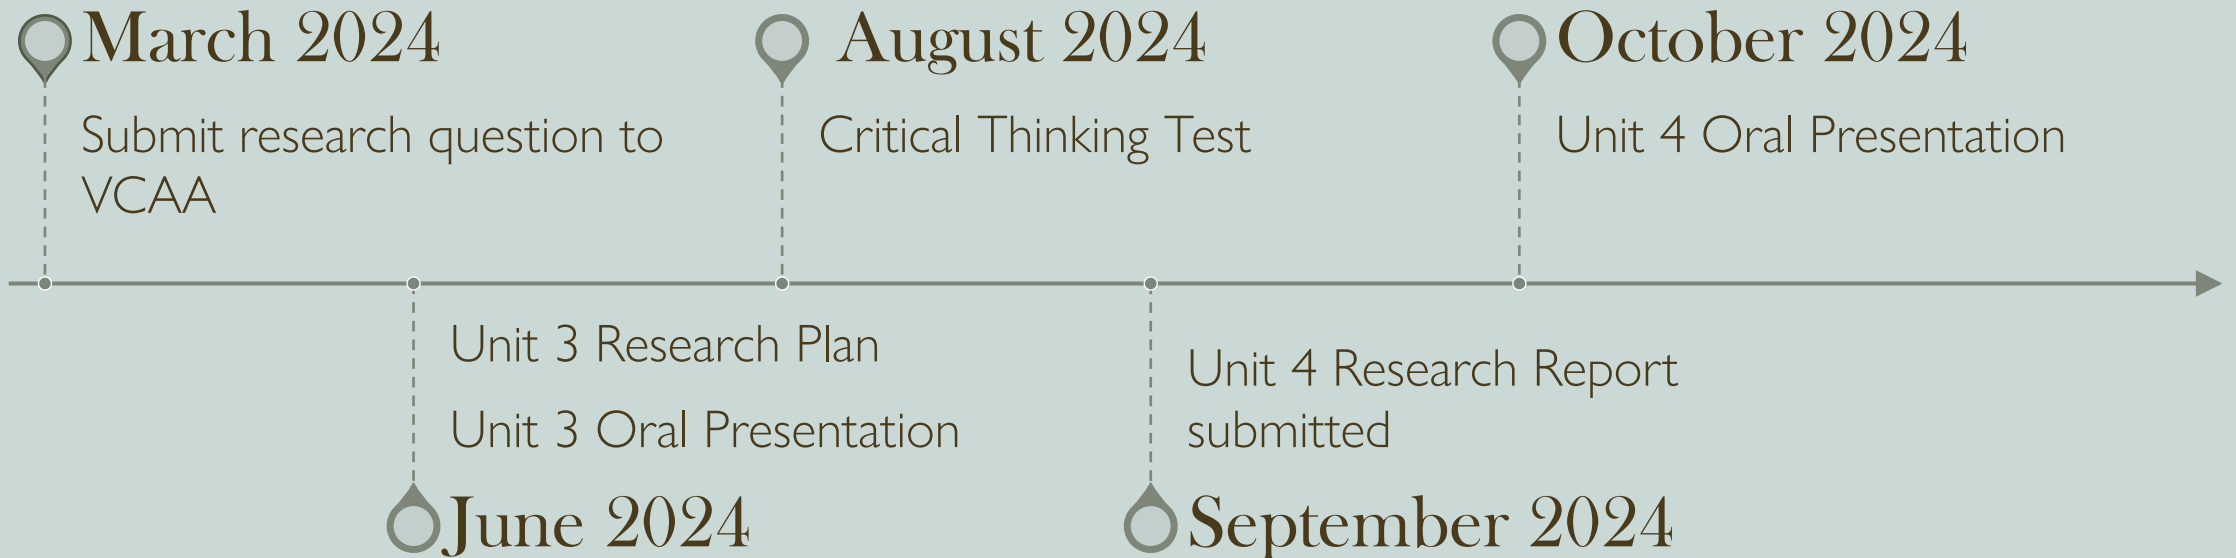 March 2024
Submit research question to
VCAA
Unit 3 Research Plan
Unit 3 Oral Presentation
June 2024
August 2024
Critical Thinking Test
Unit 4 Research Report
submitted
September 2024
October 2024
Unit 4 Oral Presentation